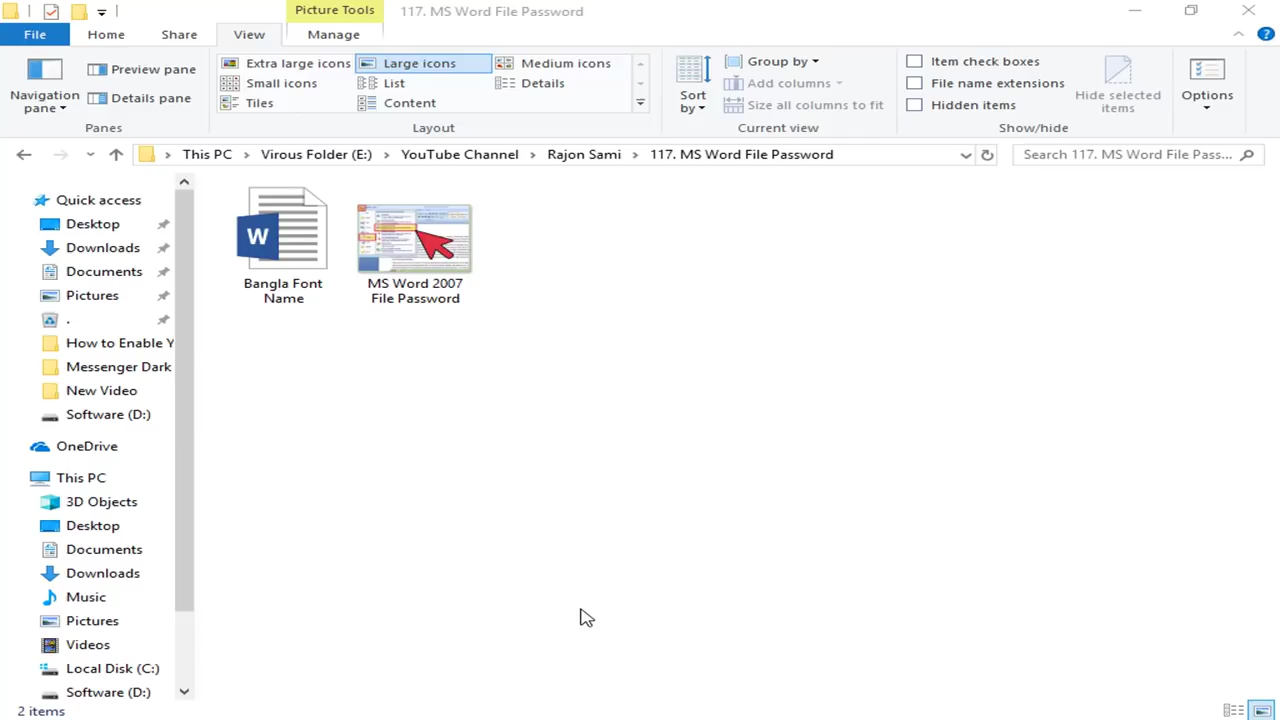 Picture Tools
117. MS Word File Password
File
Home
Share
View
Manage
Navigation
pane
Preview pane
Details pane
Panes
Extra large icons
Large icons
Medium icons
Small icons
List
Details
Tiles
Content
Layout
Sort
by
Group by
Add columns
Size all columns to fit
Current view
Item check boxes
File name extensions
Hidden items
Hide selected
items
Show/hide
Options
This PC
Virous Folder (E:)
YouTube Channel
Rajon Sami
117. MS Word File Password
Search 117. MS Word File Pass...
Quick access
Desktop
Downloads
Documents
Pictures
.
How to Enable Y
Messenger Dark
New Video
Software (D:)
OneDrive
This PC
3D Objects
Desktop
Documents
Downloads
Music
Pictures
Videos
Local Disk (C:)
Software (D:)
W
Bangla Font
Name
MS Word 2007
File Password
2 items